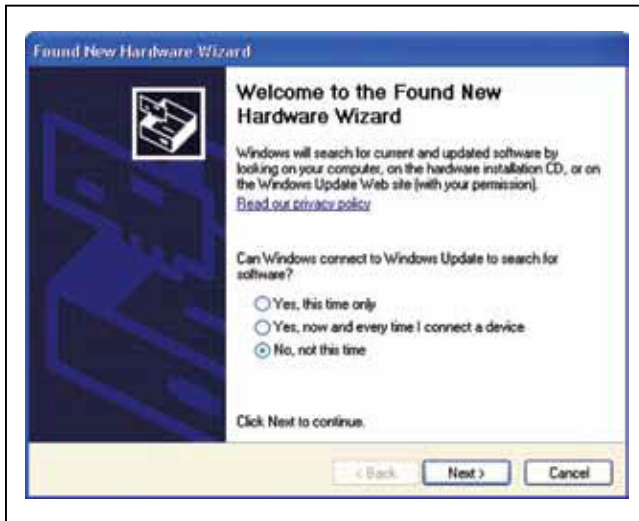 Found New Hardware Wizard
Welcome to the Found New
Hardware Wizard
Windows will search for current and updated software by
looking on your computer, on the hardware installation CD, or on
the Windows Update Web site (with your permission).
Read our privacy policy
Can Windows connect to Windows Update to search for
software?
Yes, this time only
Yes, now and every time I connect a device
No, not this time
Click Next to continue.
< Back
Next >
Cancel